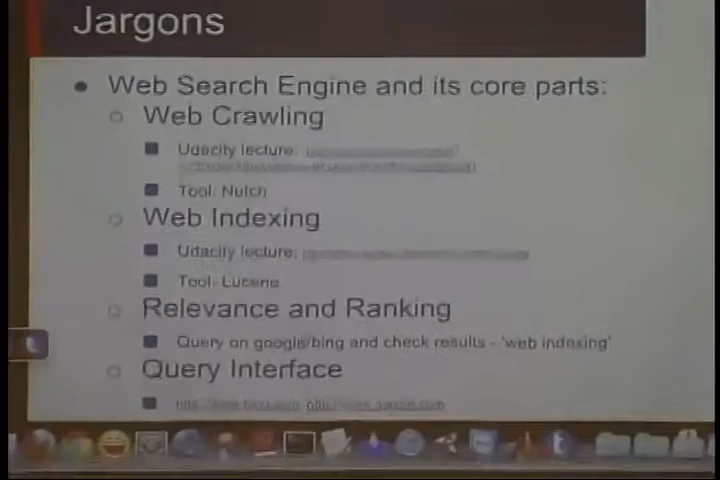 Jargons
Web Search Engine and its core parts:
Web Crawling
Udacity lecture:
Tool: Nutch
Web Indexing
Udacity lecture:
Tool- Lucene
Relevance and Ranking
Query on google/bing and check results - 'web indexing'
Query Interface